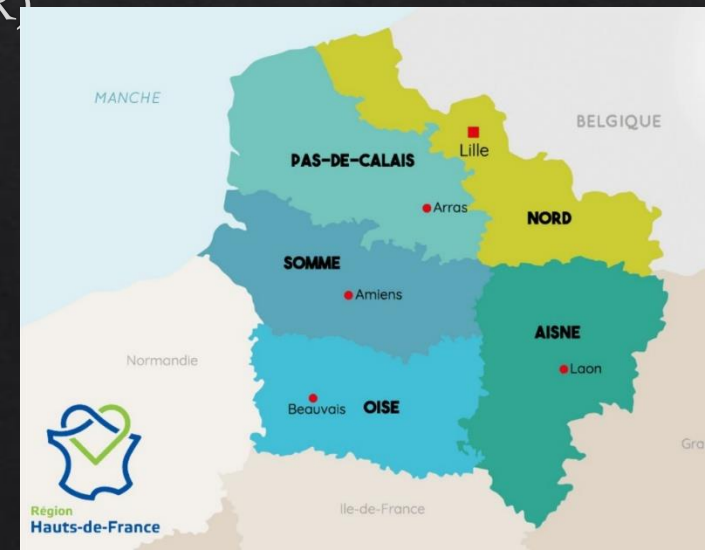 MANCHE
BELGIQUE
Lille
PAS-DE-CALAIS
Arras
NORD
SOMME
Amiens
AISNE
Laon
Normandie
Beauvais OISE
Gra
Ile-de-France
Région
Hauts-de-France